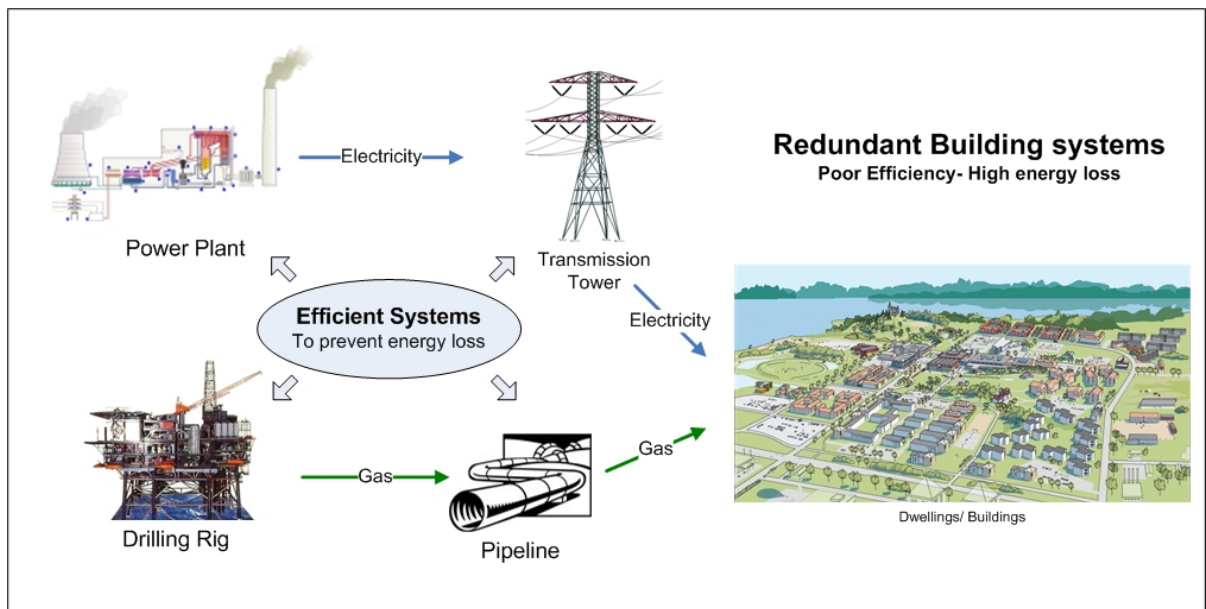 Electricity
Redundant Building systems
Poor Efficiency- High energy loss
Power Plant
Transmission
Tower
Efficient Systems
To prevent energy loss
Electricity
Gas
Gas
Drilling Rig
Pipeline
Dwellings/ Buildings